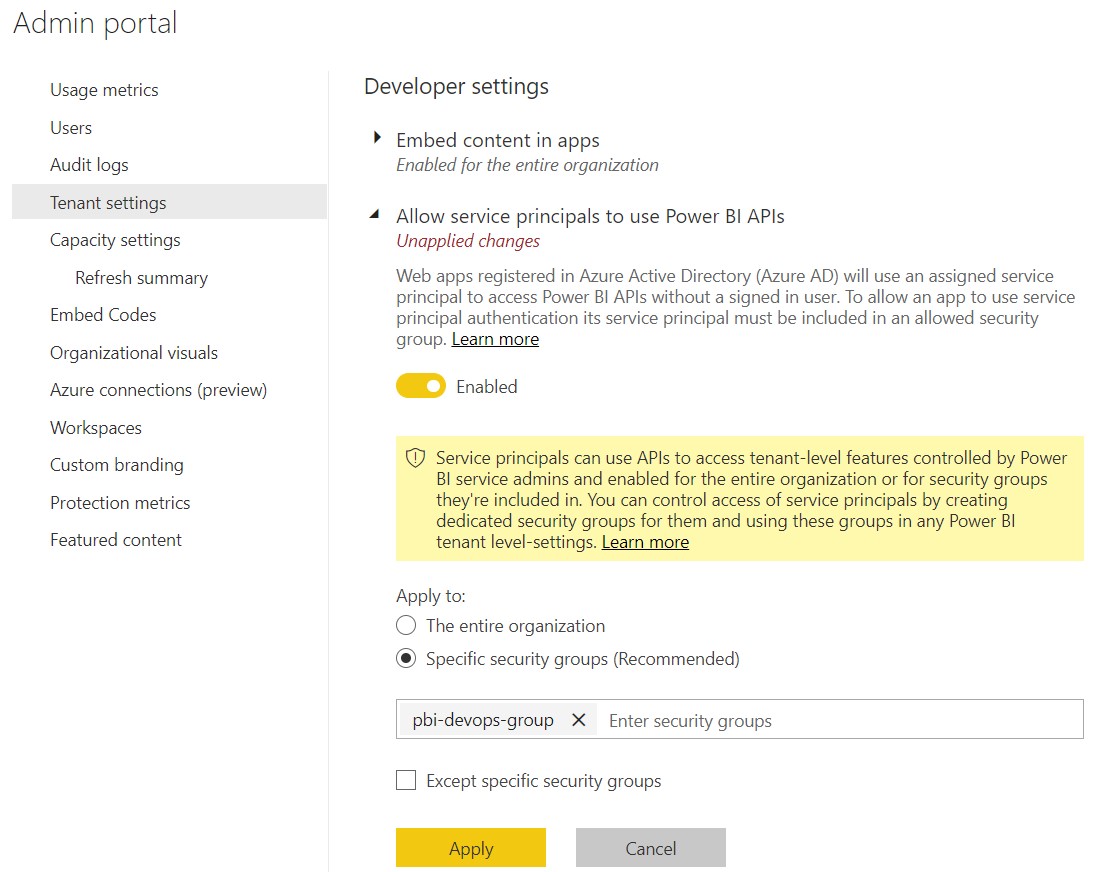 Admin portal
Usage metrics
Users
Audit logs
Tenant settings
Capacity settings
Refresh summary
Embed Codes
Organizational visuals
Azure connections (preview)
Workspaces
Custom branding
Protection metrics
Featured content
Developer settings
Embed content in apps
Enabled for the entire organization
Allow service principals to use Power BI APIs
Unapplied changes
Web apps registered in Azure Active Directory (Azure AD) will use an assigned service
principal to access Power BI APIs without a signed in user. To allow an app to use service
principal authentication its service principal must be included in an allowed security
group. Learn more
Enabled
Service principals can use APIs to access tenant-level features controlled by Power
BI service admins and enabled for the entire organization or for security groups
they're included in. You can control access of service principals by creating
dedicated security groups for them and using these groups in any Power BI
tenant level-settings. Learn more
Apply to:
The entire organization
Specific security groups (Recommended)
pbi-devops-group Enter security groups
Except specific security groups
Apply Cancel